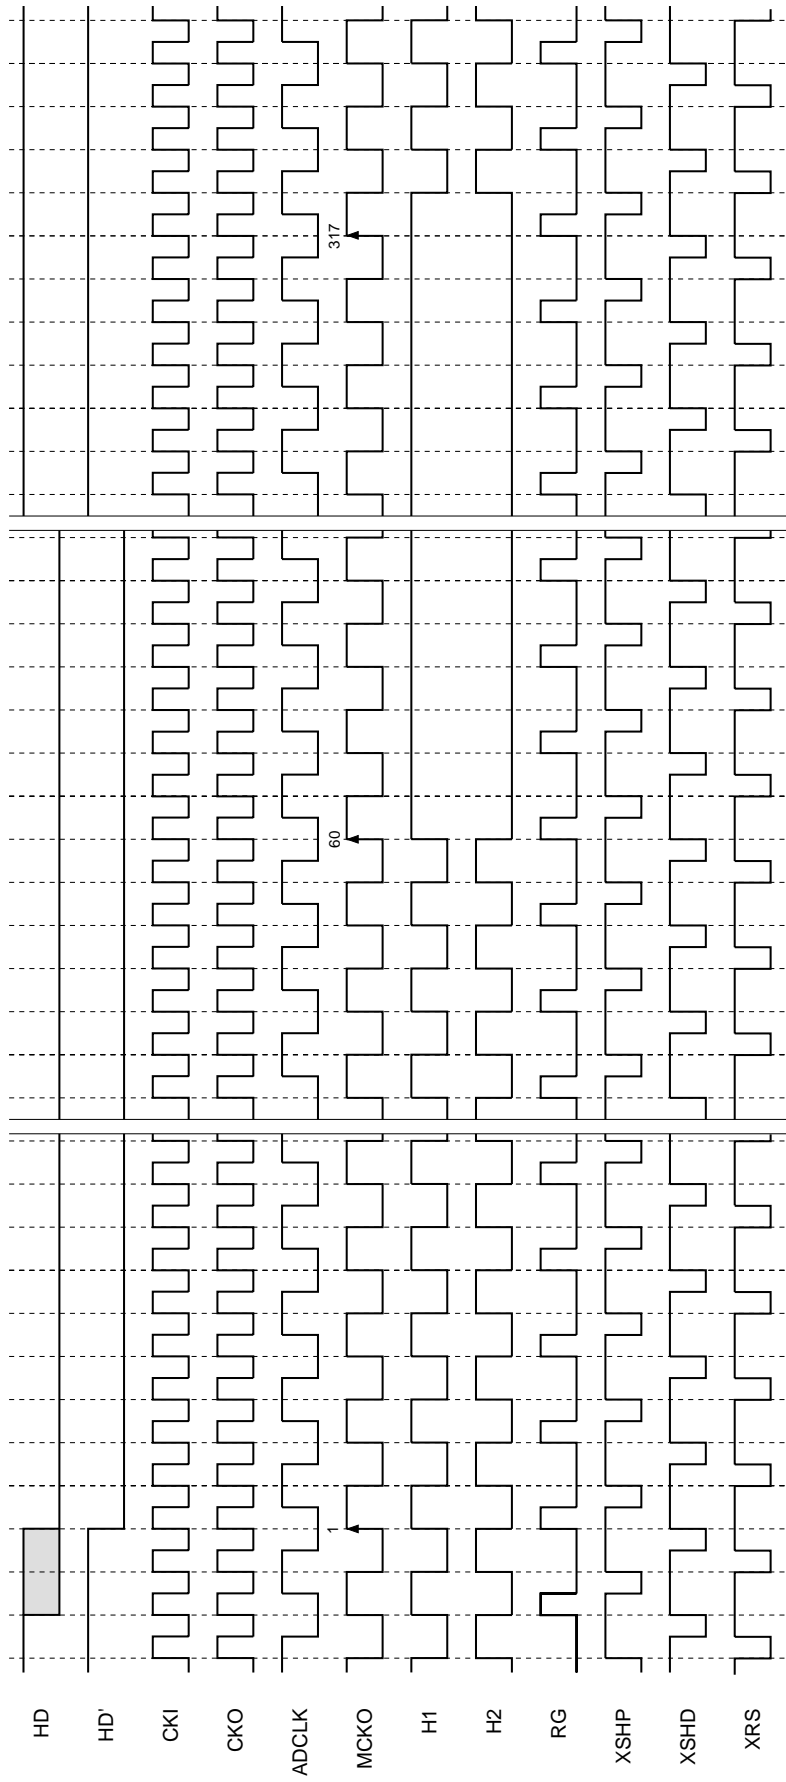 HD
HD'
CKI
CKO
ADCLK
MCKO
H1
H2
RG
XSHP
XSHD
XRS
1
60
317